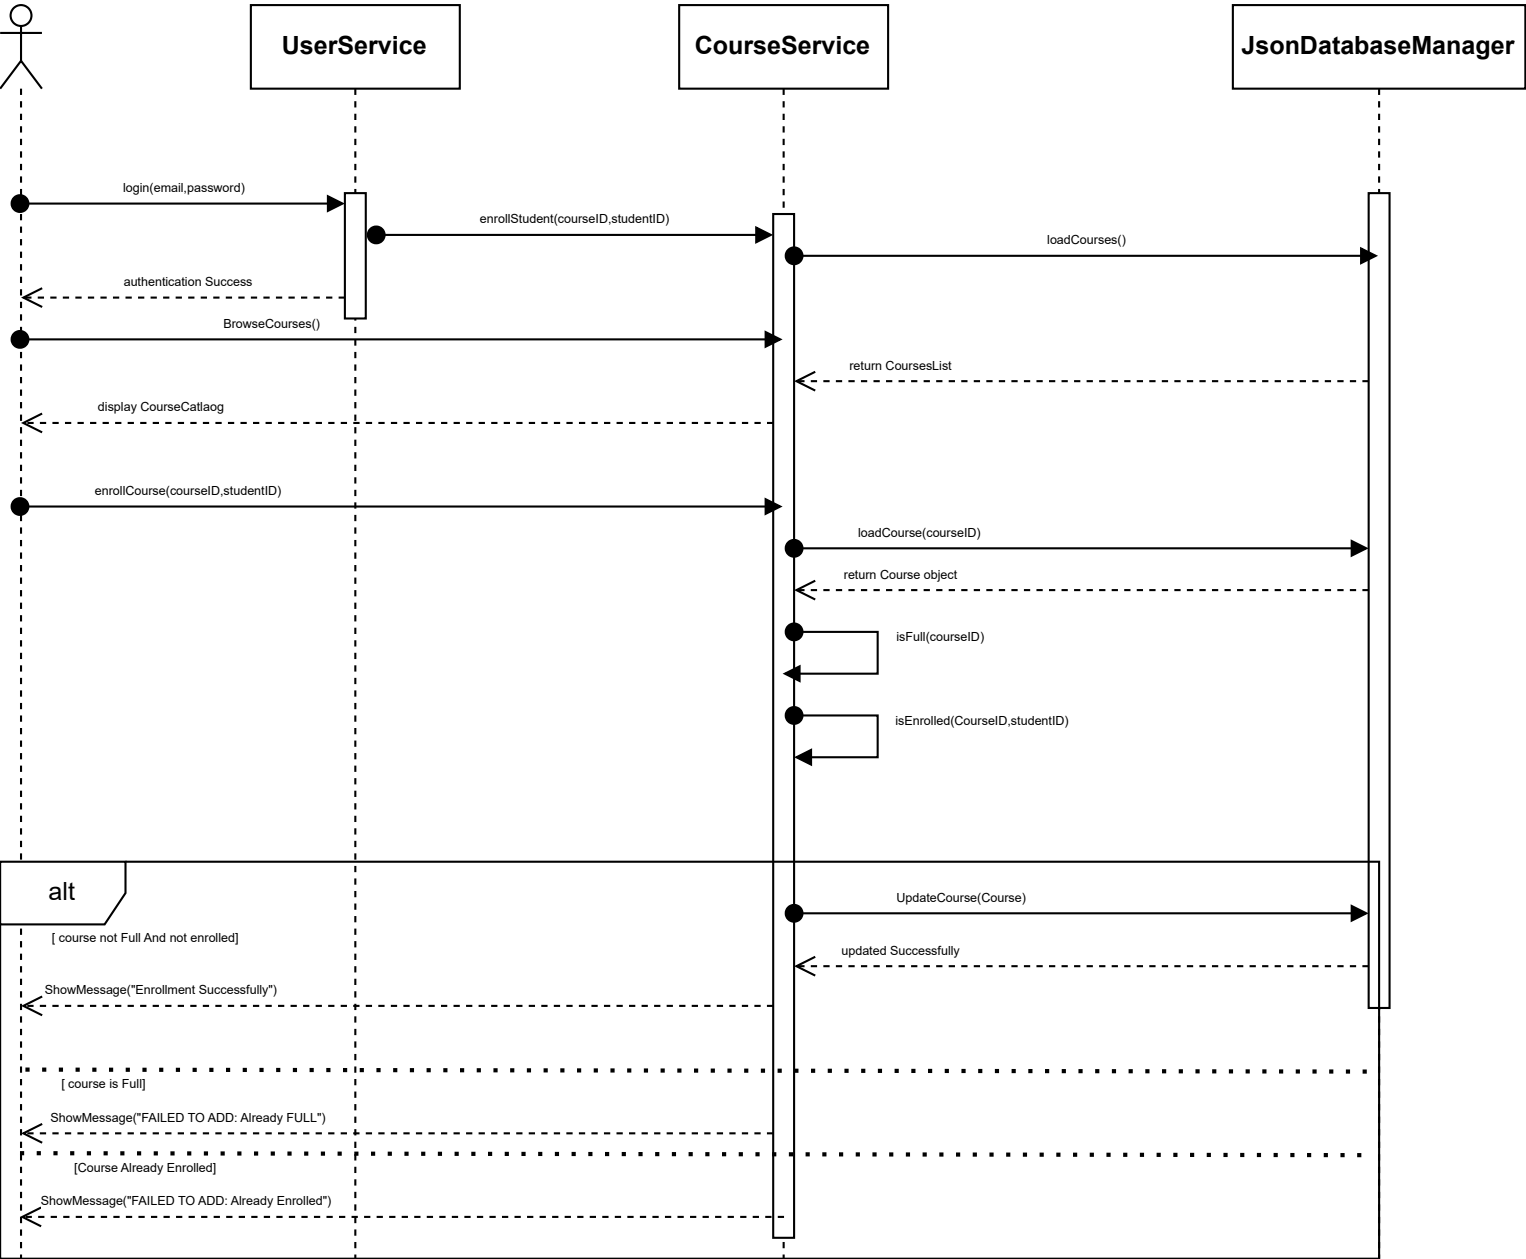 UserService
CourseService
JsonDatabaseManager
login(email,password)
enrollStudent(courseID,studentID)
loadCourses()
authentication Success
BrowseCourses()
return CoursesList
display CourseCatlaog
enrollCourse(courseID,studentID)
loadCourse(courseID)
return Course object
isFull(courseID)
isEnrolled(CourseID,studentID)
alt
UpdateCourse(Course)
[ course not Full And not enrolled]
updated Successfully
ShowMessage("Enrollment Successfully")
[ course is Full]
ShowMessage("FAILED TO ADD: Already FULL")
[Course Already Enrolled]
ShowMessage("FAILED TO ADD: Already Enrolled")